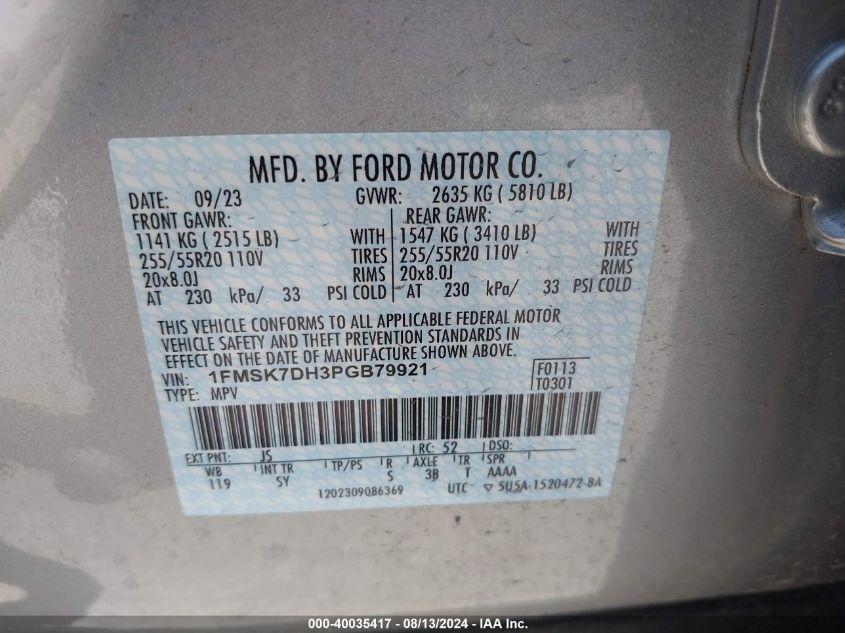 MFD. BY FORD MOTOR CO.
DATE: 09/23 GVWR: 2635 KG ( 5810 LB)
FRONT GAWR: REAR GAWR:
1141 KG ( 2515 LB) WITH 1547 KG ( 3410 LB) WITH
255/55R20 110V TIRES 255/55R20 110V TIRES
20x8.0J RIMS 20x8.0J RIMS
AT 230 kPa/ 33 PSI COLD AT 230 kPa/ 33 PSI COLD
THIS VEHICLE CONFORMS TO ALL APPLICABLE FEDERAL MOTOR
VEHICLE SAFETY AND THEFT PREVENTION STANDARDS IN
EFFECT ON THE DATE OF MANUFACTURE SHOWN ABOVE.
VIN: 1FMSK7DH3PGB79921 F0113
TYPE: MPV T0301
EXT PNT: JS RC: 52 DSO:
WB INT TR TP/PS R AXLE TR SPR
119 SY S 3B T AAAA
1202309086369 UTC ▽ 5U5A-1520472-BA
000-40035417 - 08/13/2024 - IAAI.com